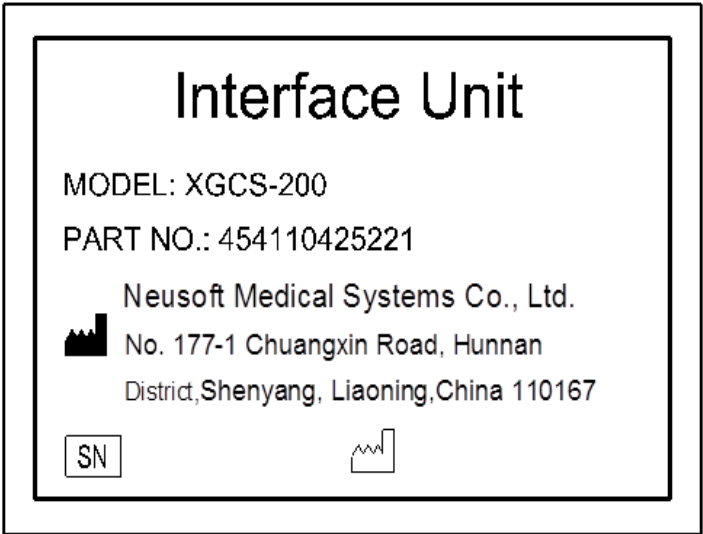 Interface Unit
MODEL: XGCS-200
PART NO.: 454110425221
Neusoft Medical Systems Co., Ltd.
No. 177-1 Chuangxin Road, Hunnan
District,Shenyang, Liaoning,China 110167
SN